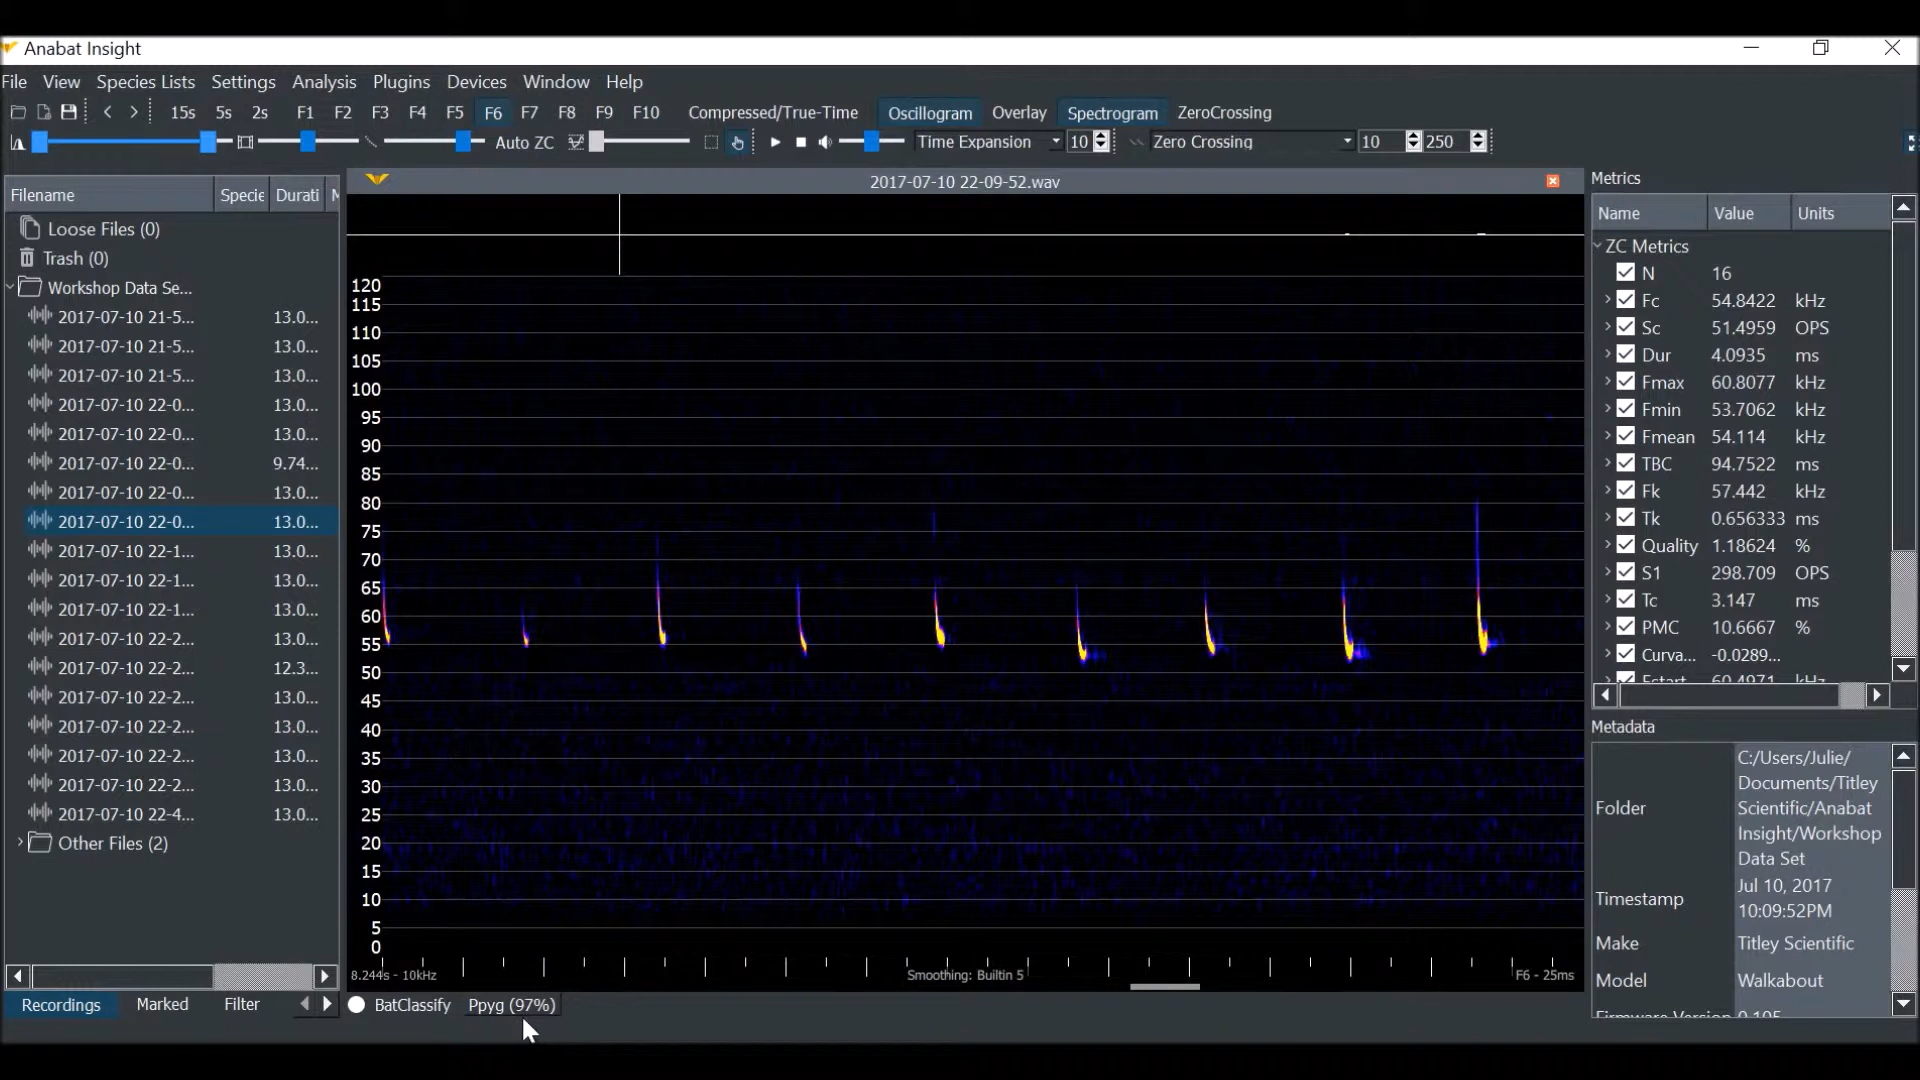 Anabat Insight
File View Species Lists Settings Analysis Plugins Devices Window Help
15s 5s 2s F1 F2 F3 F4 F5 F6 F7 F8 F9 F10 Compressed/True-Time Oscillogram Overlay Spectrogram ZeroCrossing
Auto ZC Time Expansion 10 Zero Crossing 10 250
Filename Specie Durati
Loose Files (0)
Trash (0)
Workshop Data Se...
2017-07-10 21-5... 13.0...
2017-07-10 21-5... 13.0...
2017-07-10 21-5... 13.0...
2017-07-10 22-0... 13.0...
2017-07-10 22-0... 13.0...
2017-07-10 22-0... 9.74...
2017-07-10 22-0... 13.0...
2017-07-10 22-0... 13.0...
2017-07-10 22-1... 13.0...
2017-07-10 22-1... 13.0...
2017-07-10 22-1... 13.0...
2017-07-10 22-2... 13.0...
2017-07-10 22-2... 12.3...
2017-07-10 22-2... 13.0...
2017-07-10 22-2... 13.0...
2017-07-10 22-2... 13.0...
2017-07-10 22-2... 13.0...
2017-07-10 22-4... 13.0...
Other Files (2)
Recordings Marked Filter
2017-07-10 22-09-52.wav
120
115
110
105
100
95
90
85
80
75
70
65
60
55
50
45
40
35
30
25
20
15
10
5
0
8.244s - 10kHz Smoothing: Builtin 5 F6 - 25ms
BatClassify Ppyg (97%)
Metrics
Name Value Units
ZC Metrics
N 16
Fc 54.8422 kHz
Sc 51.4959 OPS
Dur 4.0935 ms
Fmax 60.8077 kHz
Fmin 53.7062 kHz
Fmean 54.114 kHz
TBC 94.7522 ms
Fk 57.442 kHz
Tk 0.656333 ms
Quality 1.18624 %
S1 298.709 OPS
Tc 3.147 ms
PMC 10.6667 %
Curva... -0.0289...
Fstart 60.4971 kHz
Metadata
Folder
C:/Users/Julie/
Documents/Titley
Scientific/Anabat
Insight/Workshop
Data Set
Timestamp
Jul 10, 2017
10:09:52PM
Make Titley Scientific
Model Walkabout
Firmware Version 0.105